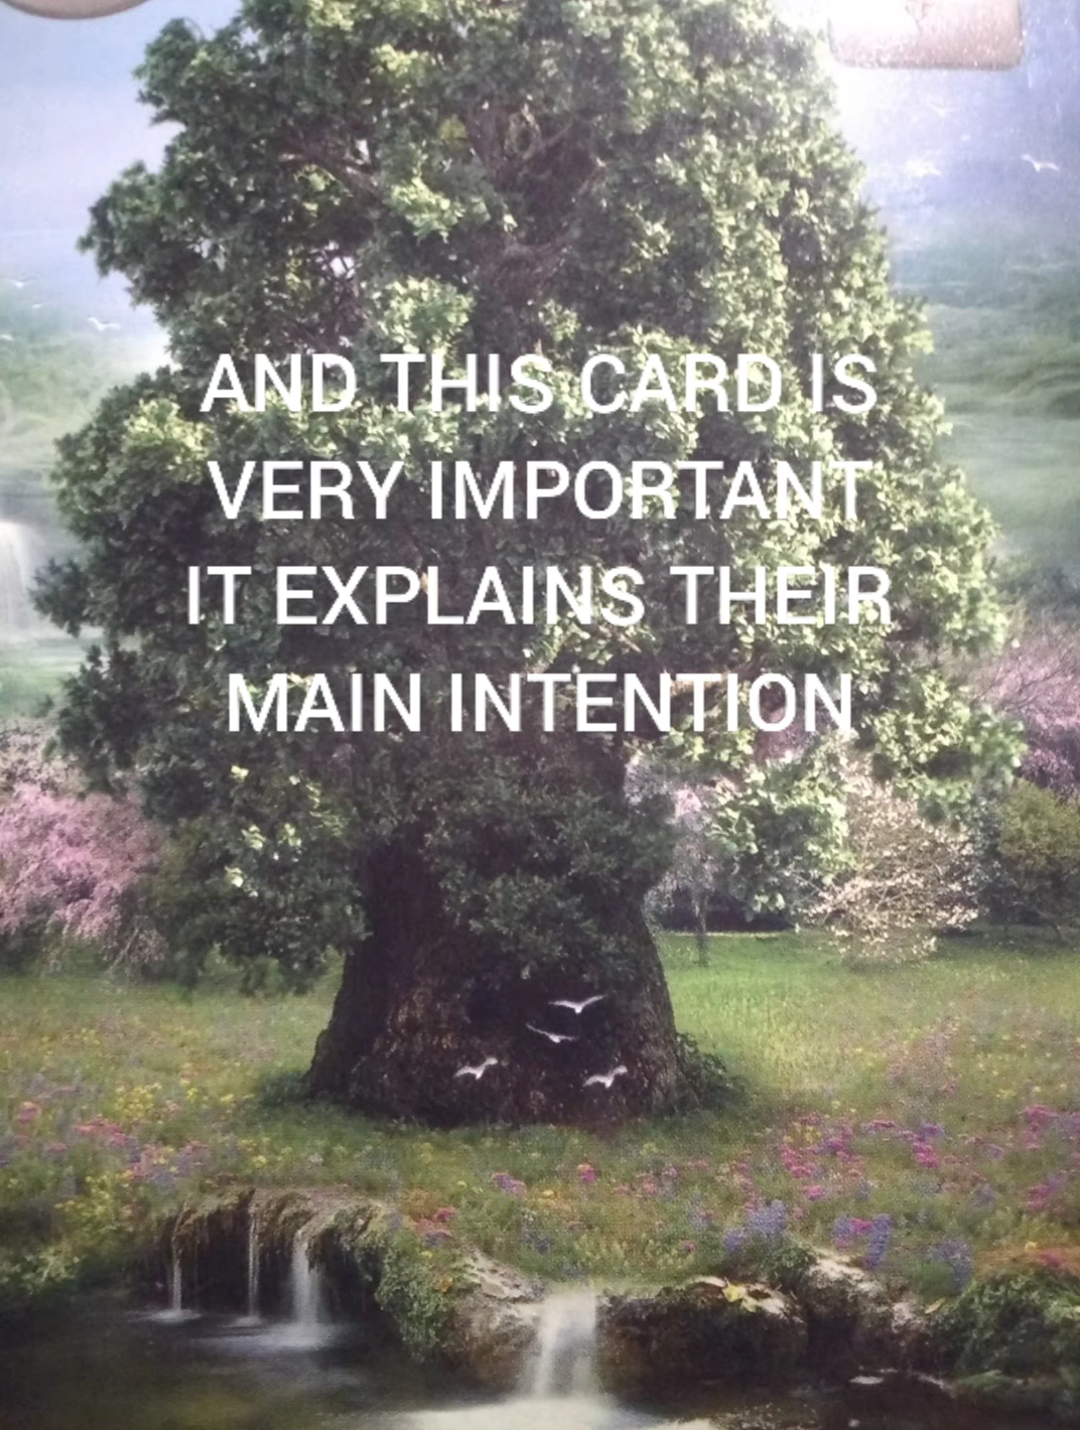 AND THIS CARD IS
VERY IMPORTANT
IT EXPLAINS THEIR
MAIN INTENTION